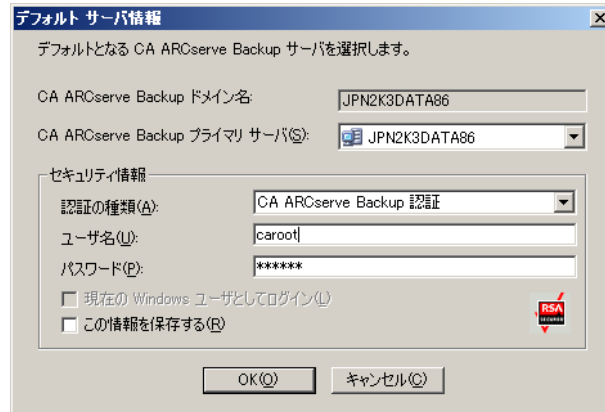 デフォルト サーバ情報
デフォルトとなる CA ARCserve Backup サーバを選択します。
CA ARCserve Backup ドメイン名:
JPN2K3DATA86
CA ARCserve Backup プライマリ サーバ(S):
JPN2K3DATA86
セキュリティ情報
認証の種類(A):
CA ARCserve Backup 認証
ユーザ名(U):
caroot
パスワード(P):
******
現在の Windows ユーザとしてログイン(L)
この情報を保存する(R)
RSA
SECURED
OK(O)
キャンセル(C)